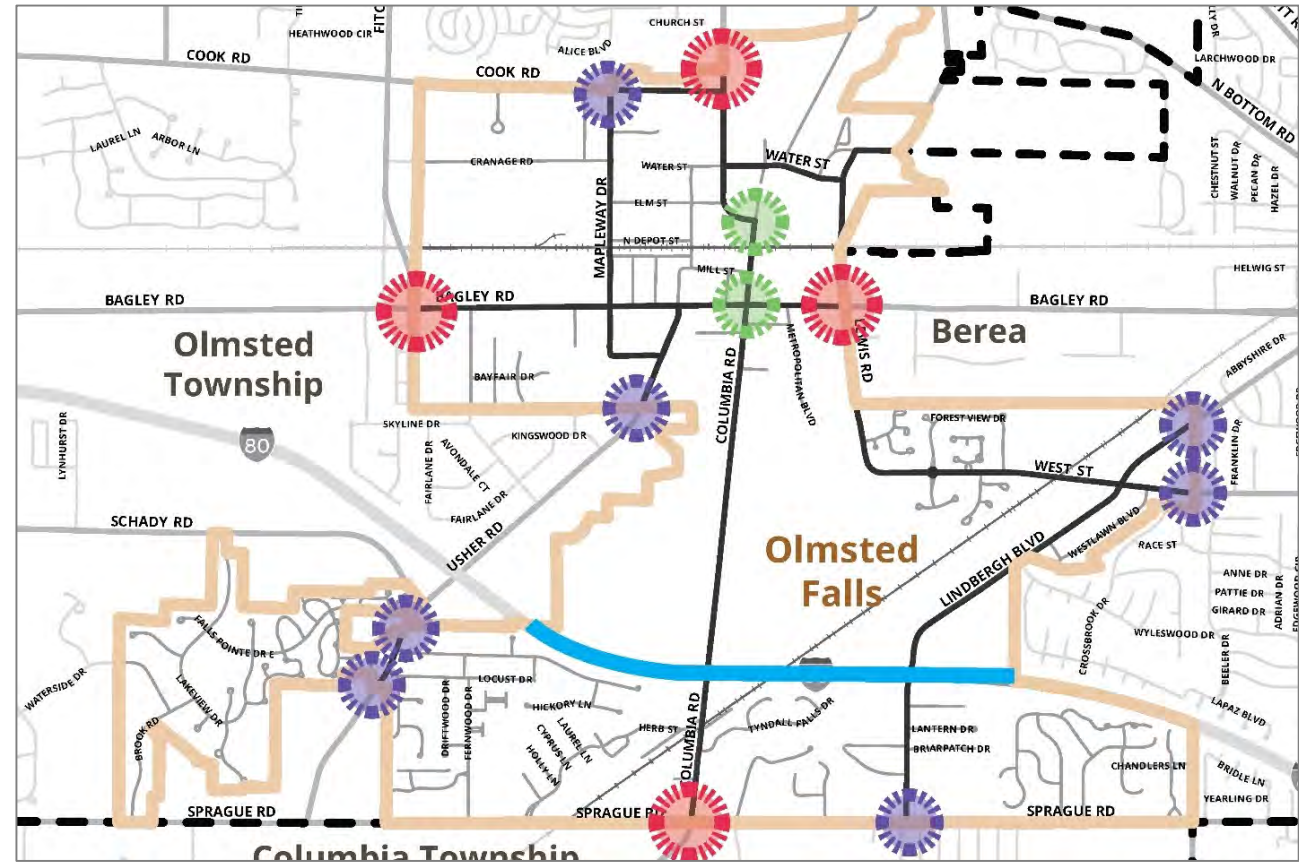 CHURCH ST
HEATHWOOD CIR
FITC
ALICE BLVD
LARCHWOOD DR
COOK RD
COOK RD
N BOTTOM RD
LAUREL LN
ARBOR LN
CRANAGE RD
WATER ST
WATER ST
CHESTNUT ST
WALNUT DR
PECAN DR
HAZEL DR
ELM ST
MAPLEWAY DR
N DEPOT ST
MILL ST
HELWIG ST
BAGLEY RD
BAGLEY RD
BAGLEY RD
Olmsted
Township
Berea
LEWIS RD
METROPOLITAN BLVD
COLUMBIA RD
ABBYSHIRE DR
BAYFAIR DR
SKYLINE DR
KINGSWOOD DR
FOREST VIEW DR
LYNHURST DR
80
FAIRLANE DR
AVONDALE CT
FAIRLANE DR
FRANKLIN DR
WEST ST
SCHADY RD
USHER RD
WESTLAWN BLVD
RACE ST
Olmsted
Falls
LINDBERGH BLVD
ANNE DR
PATTIE DR
GIRARD DR
ADRIAN DR
EDGEWOOD CIR
CROSSBROOK DR
WYLESWOOD DR
BEELER DR
FALLS POINTE DR E
LAKEVIEW DR
WATERSIDE DR
BROOK RD
LOCUST DR
DRIFTWOOD DR
FERNWOOD DR
HICKORY LN
LAUREL LN
CYPRUS LN
HOLLY LN
HERB ST
COLUMBIA RD
TYNDALL FALLS DR
LANTERN DR
BRIARPATCH DR
LAPAZ BLVD
CHANDLERS LN
BRIDLE LN
YEARLING DR
SPRAGUE RD
SPRAGUE RD
SPRAGUE RD
Columbia Township